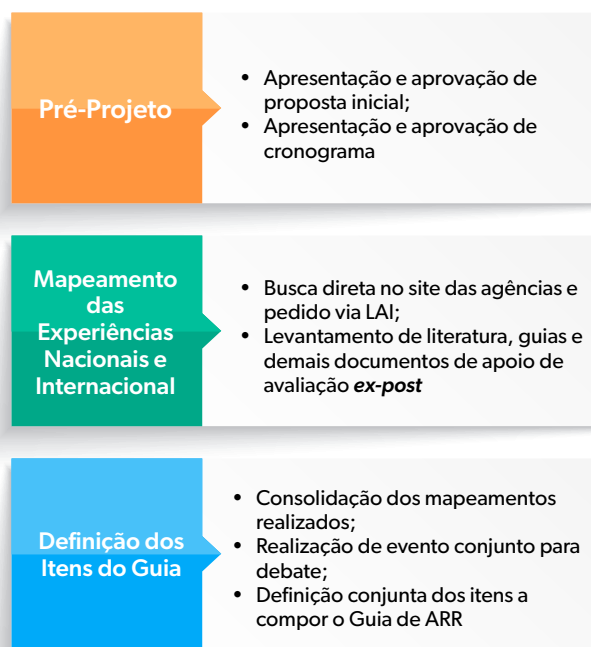 Pré-Projeto
• Apresentação e aprovação de
proposta inicial;
• Apresentação e aprovação de
cronograma
Mapeamento
das
Experiências
Nacionais e
Internacional
• Busca direta no site das agências e
pedido via LAI;
• Levantamento de literatura, guias e
demais documentos de apoio de
avaliação ex-post
Definição dos
Itens do Guia
• Consolidação dos mapeamentos
realizados;
• Realização de evento conjunto para
debate;
• Definição conjunta dos itens a
compor o Guia de ARR